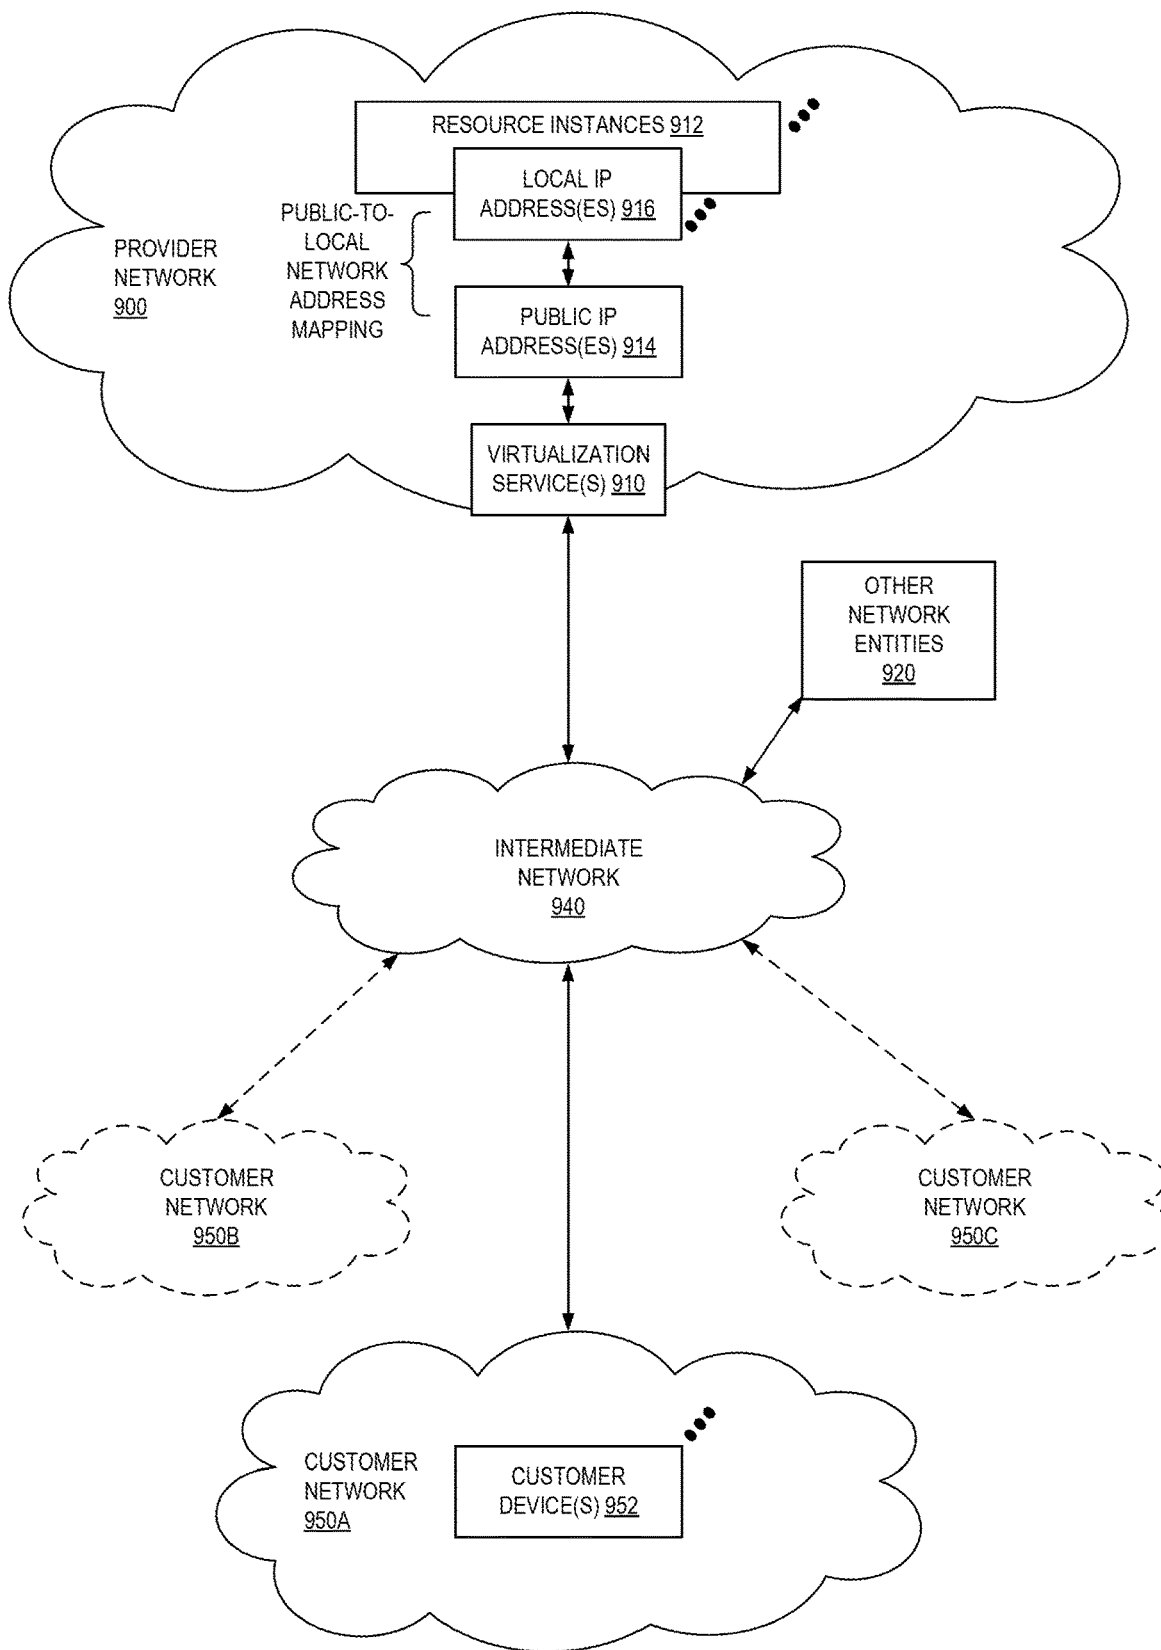 RESOURCE INSTANCES 912
LOCAL IP
ADDRESS(ES) 916
PUBLIC-TO-
LOCAL
NETWORK
ADDRESS
MAPPING
PROVIDER
NETWORK
900
PUBLIC IP
ADDRESS(ES) 914
VIRTUALIZATION
SERVICE(S) 910
OTHER
NETWORK
ENTITIES
920
INTERMEDIATE
NETWORK
940
CUSTOMER
NETWORK
950B
CUSTOMER
NETWORK
950C
CUSTOMER
NETWORK
950A
CUSTOMER
DEVICE(S) 952